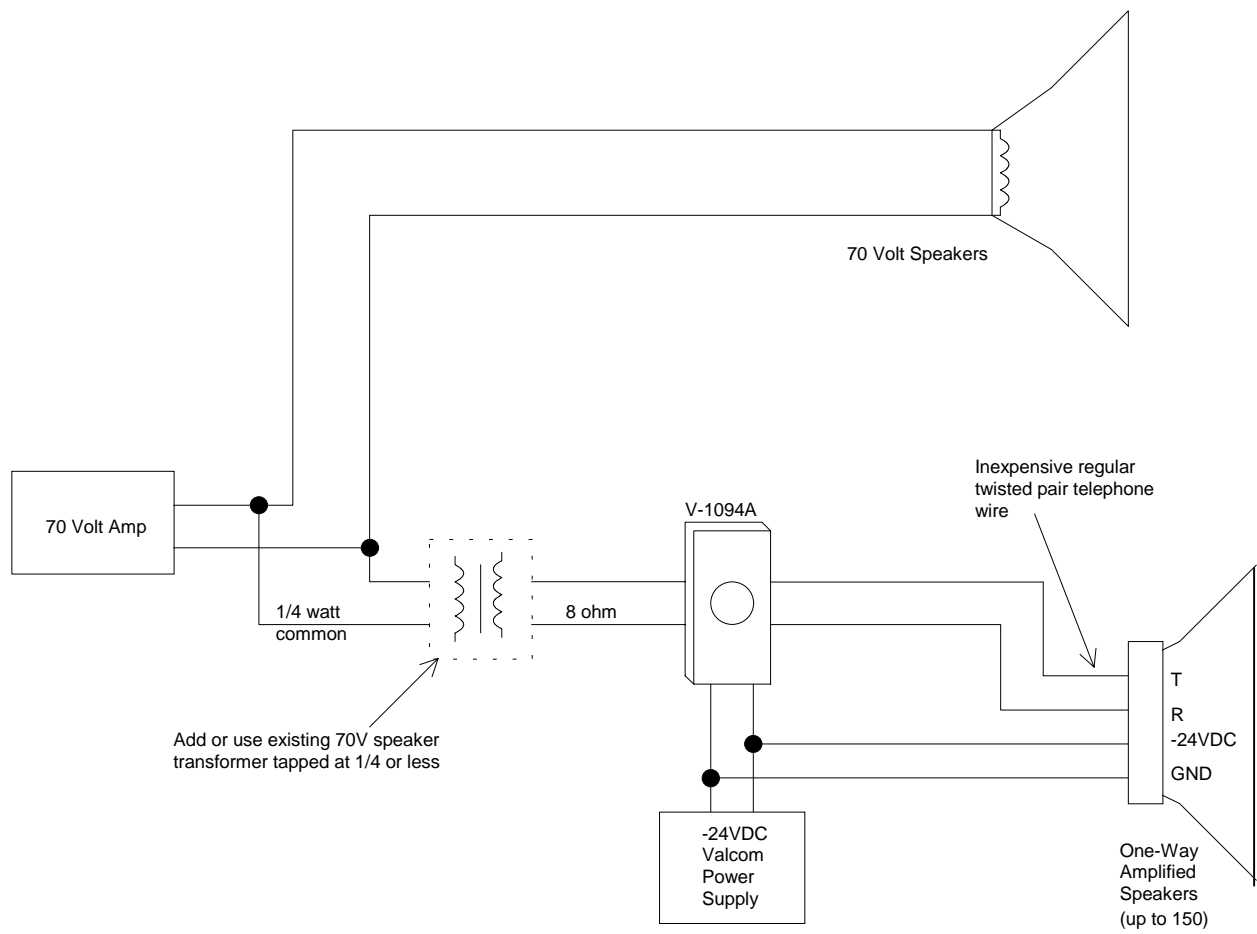 70 Volt Speakers
Inexpensive regular
twisted pair telephone
wire
V-1094A
70 Volt Amp
1/4 watt
common
8 ohm
T
R
-24VDC
GND
Add or use existing 70V speaker
transformer tapped at 1/4 or less
-24VDC
Valcom
Power
Supply
One-Way
Amplified
Speakers
(up to 150)